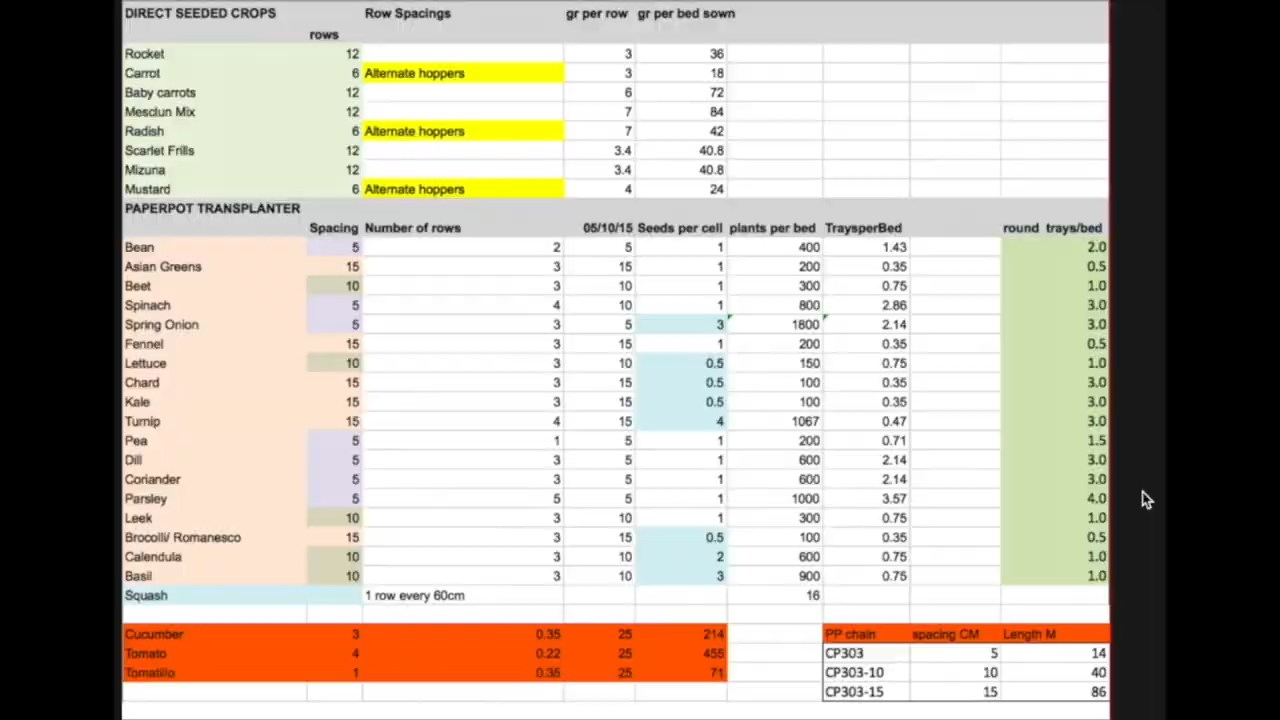 DIRECT SEEDED CROPS Row Spacings gr per row gr per bed sown
rows
Rocket 12 3 36
Carrot 6 Alternate hoppers 3 18
Baby carrots 12 6 72
Mesclun Mix 12 7 84
Radish 6 Alternate hoppers 7 42
Scarlet Frills 12 3.4 40.8
Mizuna 12 3.4 40.8
Mustard 6 Alternate hoppers 4 24
PAPERPOT TRANSPLANTER
Spacing Number of rows 05/10/15 Seeds per cell plants per bed TraysperBed round trays/bed
Bean 5 2 5 1 400 1.43 2.0
Asian Greens 15 3 15 1 200 0.35 0.5
Beet 10 3 10 1 300 0.75 1.0
Spinach 5 4 10 1 800 2.86 3.0
Spring Onion 5 3 5 3 1800 2.14 3.0
Fennel 15 3 15 1 200 0.35 0.5
Lettuce 10 3 10 0.5 150 0.75 1.0
Chard 15 3 15 0.5 100 0.35 3.0
Kale 15 3 15 0.5 100 0.35 3.0
Turnip 15 4 15 4 1067 0.47 3.0
Pea 5 1 5 1 200 0.71 1.5
Dill 5 3 5 1 600 2.14 3.0
Coriander 5 3 5 1 600 2.14 3.0
Parsley 5 5 5 1 1000 3.57 4.0
Leek 10 3 10 1 300 0.75 1.0
Brocolli/ Romanesco 15 3 15 0.5 100 0.35 0.5
Calendula 10 3 10 2 600 0.75 1.0
Basil 10 3 10 3 900 0.75 1.0
Squash 1 row every 60cm 16
Cucumber 3 0.35 25 214 PP chain spacing CM Length M
Tomato 4 0.22 25 455 CP303 5 14
Tomatillo 1 0.35 25 71 CP303-10 10 40
CP303-15 15 86